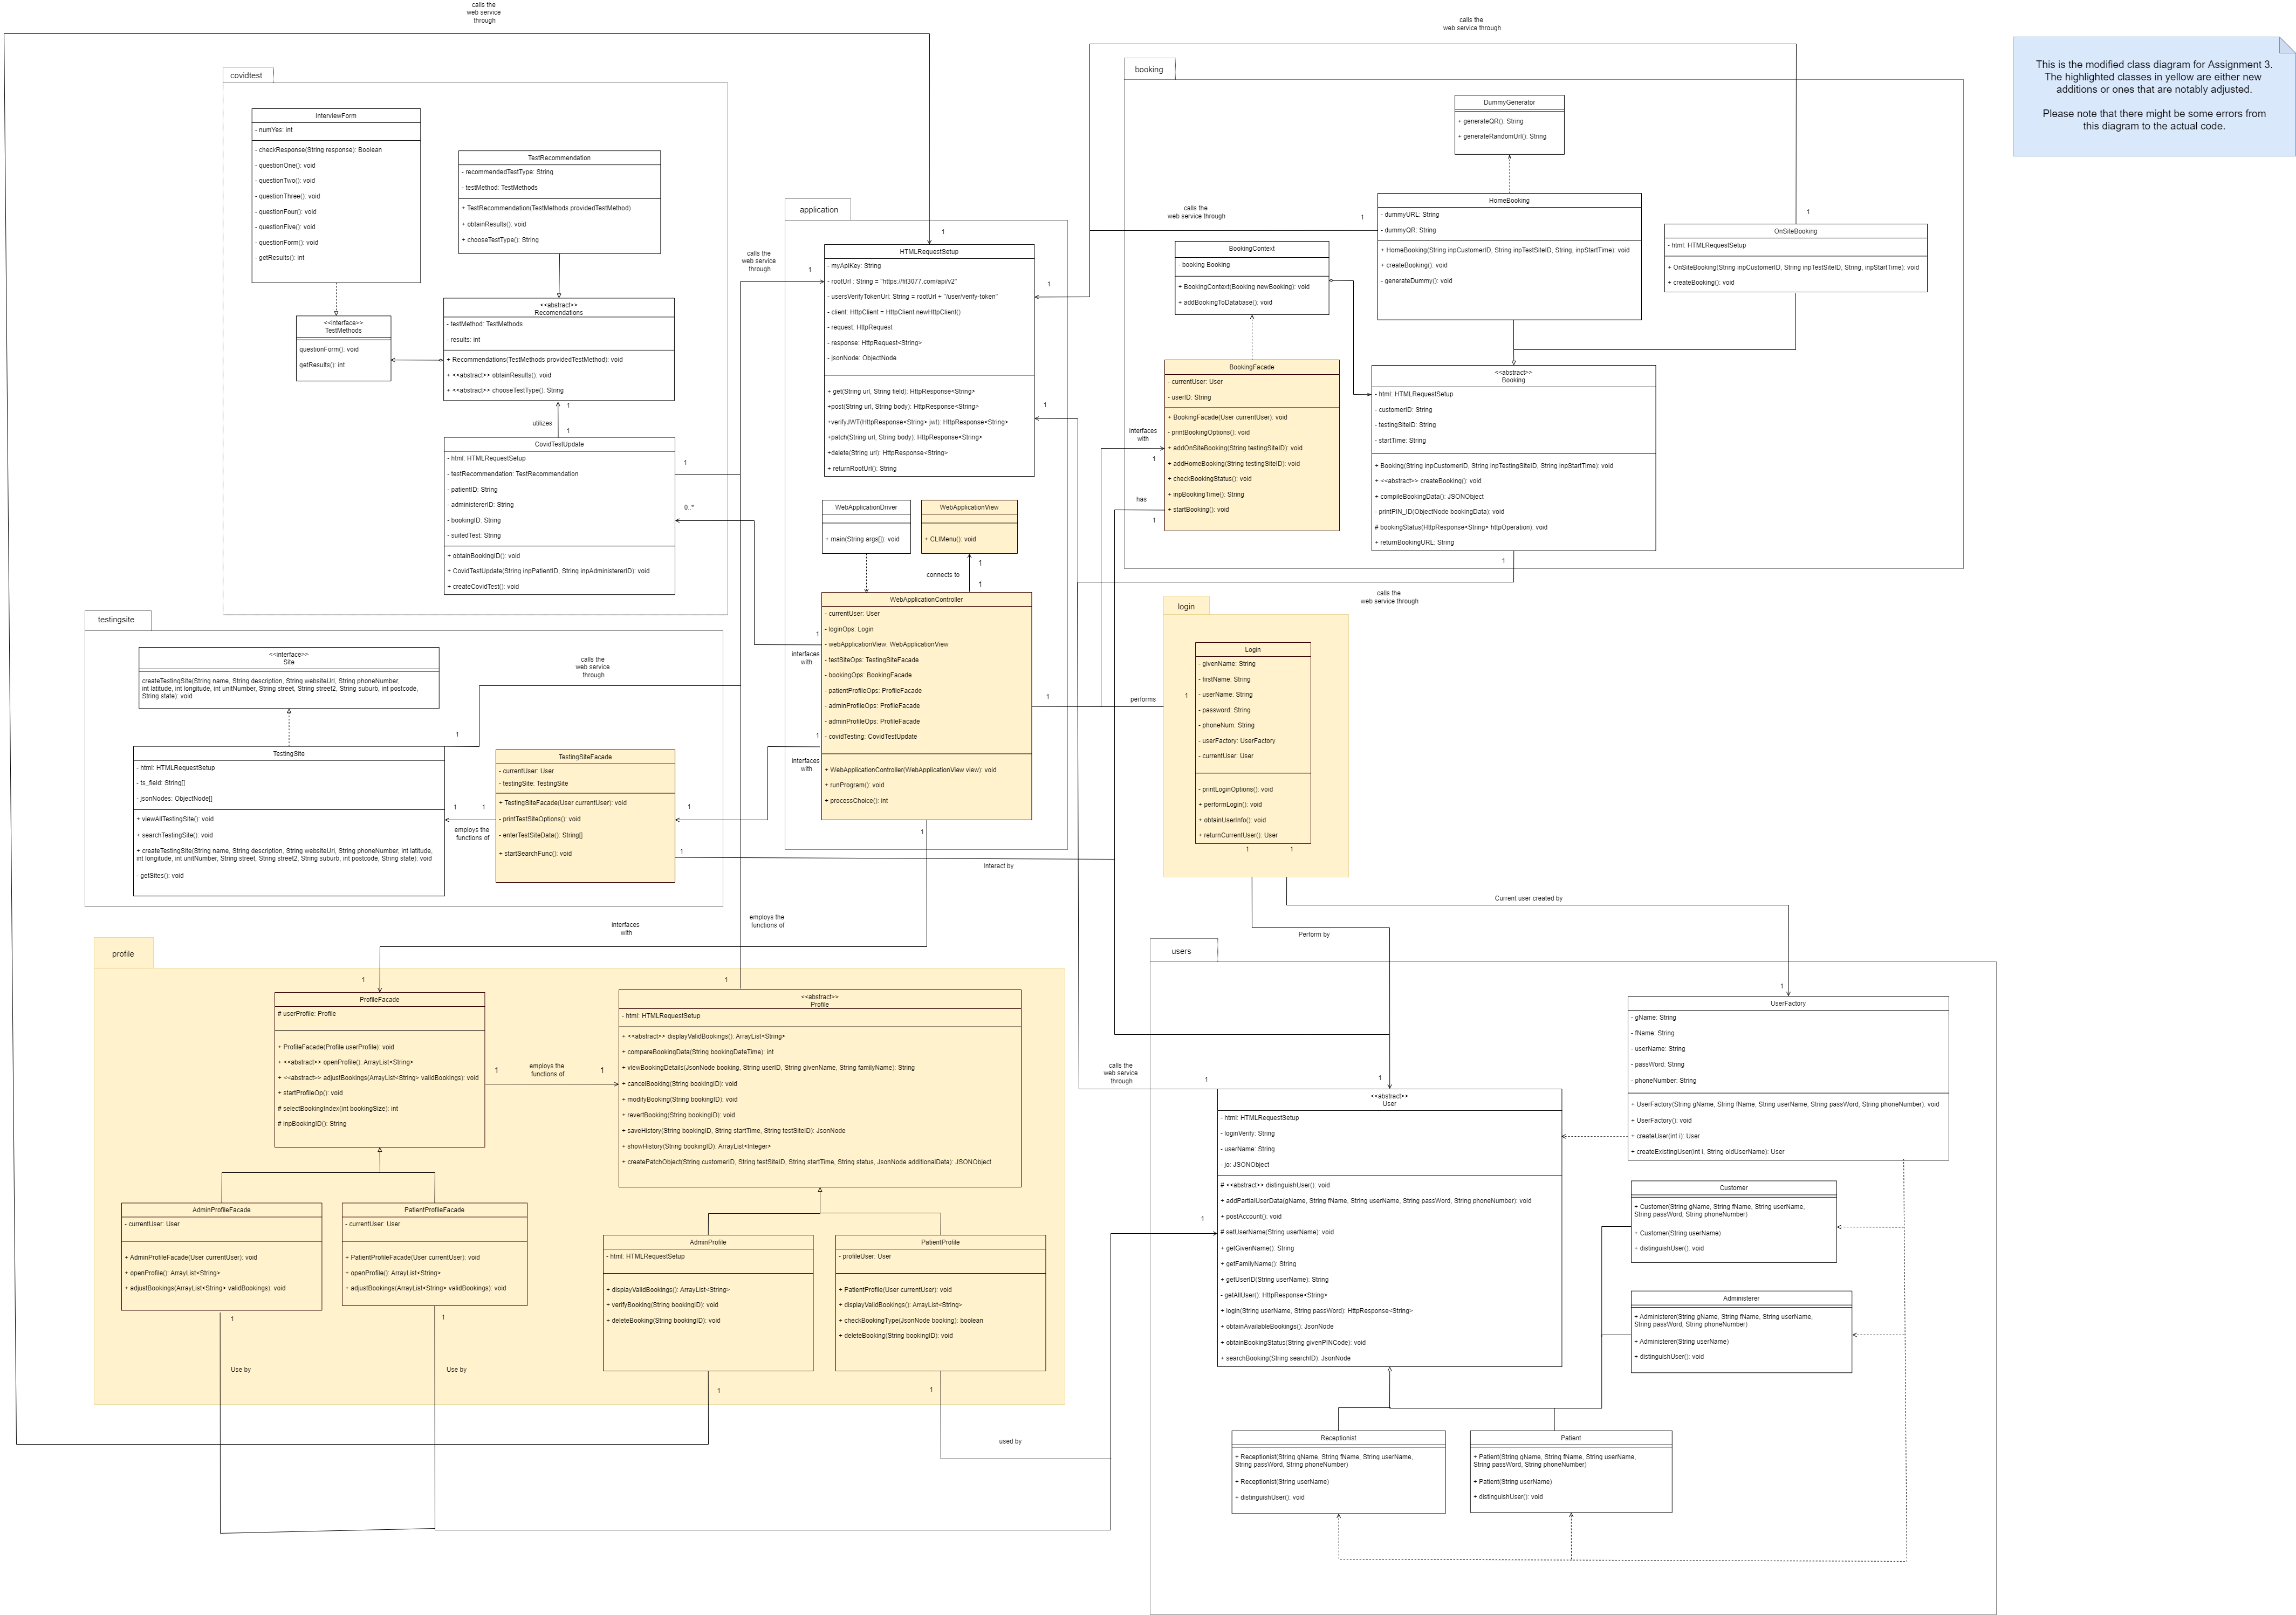 calls the
web service
through
calls the
web service through
This is the modified class diagram for Assignment 3.
The highlighted classes in yellow are either new
additions or ones that are notably adjusted.
Please note that there might be some errors from
this diagram to the actual code.
covidtest
InterviewForm
- numYes: int
- checkResponse(String response): Boolean
- questionOne(): void
- questionTwo(): void
- questionThree(): void
- questionFour(): void
- questionFive(): void
- questionForm(): void
- getResults(): int
TestRecommendation
- recommendedTestType: String
- testMethod: TestMethods
+ TestRecommendation(TestMethods providedTestMethod)
+ obtainResults(): void
+ chooseTestType(): String
<<interface>>
TestMethods
questionForm(): void
getResults(): int
<<abstract>>
Recomendations
- testMethod: TestMethods
- results: int
+ Recommendations(TestMethods providedTestMethod): void
+ <<abstract>> obtainResults(): void
+ <<abstract>> chooseTestType(): String
1
utilizes
1
CovidTestUpdate
- html: HTMLRequestSetup
- testRecommendation: TestRecommendation
- patientID: String
- administererID: String
- bookingID: String
- suitedTest: String
+ obtainBookingID(): void
+ CovidTestUpdate(String inpPatientID, String inpAdministererID): void
+ createCovidTest(): void
1
0..*
calls the
web service
through
1
application
1
HTMLRequestSetup
- myApiKey: String
- rootUrl : String = "https://fit3077.com/api/v2"
- usersVerifyTokenUrl: String = rootUrl + "/user/verify-token"
- client: HttpClient = HttpClient.newHttpClient()
- request: HttpRequest
- response: HttpRequest<String>
- jsonNode: ObjectNode
+ get(String url, String field): HttpResponse<String>
+post(String url, String body): HttpResponse<String>
+verifyJWT(HttpResponse<String> jwt): HttpResponse<String>
+patch(String url, String body): HttpResponse<String>
+delete(String url): HttpResponse<String>
+ returnRootUrl(): String
1
1
WebApplicationDriver
+ main(String args[]): void
WebApplicationView
+ CLIMenu(): void
1
connects to
1
WebApplicationController
- currentUser: User
- loginOps: Login
- webApplicationView: WebApplicationView
- testSiteOps: TestingSiteFacade
- bookingOps: BookingFacade
- patientProfileOps: ProfileFacade
- adminProfileOps: ProfileFacade
- adminProfileOps: ProfileFacade
- covidTesting: CovidTestUpdate
+ WebApplicationController(WebApplicationView view): void
+ runProgram(): void
+ processChoice(): int
1
interfaces
with
1
interfaces
with
1
1
performs
booking
DummyGenerator
+ generateQR(): String
+ generateRandomUrl(): String
calls the
web service through
1
HomeBooking
- dummyURL: String
- dummyQR: String
+ HomeBooking(String inpCustomerID, String inpTestSiteID, String, inpStartTime): void
+ createBooking(): void
- generateDummy(): void
1
OnSiteBooking
- html: HTMLRequestSetup
+ OnSiteBooking(String inpCustomerID, String inpTestSiteID, String, inpStartTime): void
+ createBooking(): void
BookingContext
- booking Booking
+ BookingContext(Booking newBooking): void
+ addBookingToDatabase(): void
BookingFacade
- currentUser: User
- userID: String
+ BookingFacade(User currentUser): void
- printBookingOptions(): void
+ addOnSiteBooking(String testingSiteID): void
+ addHomeBooking(String testingSiteID): void
+ checkBookingStatus(): void
+ inpBookingTime(): String
+ startBooking(): void
interfaces
with
1
has
1
<<abstract>>
Booking
- html: HTMLRequestSetup
- customerID: String
- testingSiteID: String
- startTime: String
+ Booking(String inpCustomerID, String inpTestingSiteID, String inpStartTime): void
+ <<abstract>> createBooking(): void
+ compileBookingData(): JSONObject
- printPIN_ID(ObjectNode bookingData): void
# bookingStatus(HttpResponse<String> httpOperation): void
+ returnBookingURL: String
1
calls the
web service through
login
Login
- givenName: String
- firstName: String
- userName: String
- password: String
- phoneNum: String
- userFactory: UserFactory
- currentUser: User
- printLoginOptions(): void
+ performLogin(): void
+ obtainUserinfo(): void
+ returnCurrentUser(): User
1
1
1
Perform by
Current user created by
testingsite
<<interface>>
Site
createTestingSite(String name, String description, String websiteUrl, String phoneNumber,
int latitude, int longitude, int unitNumber, String street, String street2, String suburb, int postcode,
String state): void
calls the
web service
through
1
TestingSite
- html: HTMLRequestSetup
- ts_field: String[]
- jsonNodes: ObjectNode[]
+ viewAllTestingSite(): void
+ searchTestingSite(): void
+ createTestingSite(String name, String description, String websiteUrl, String phoneNumber, int latitude,
int longitude, int unitNumber, String street, String street2, String suburb, int postcode, String state): void
- getSites(): void
1
1
employs the
functions of
TestingSiteFacade
- currentUser: User
- testingSite: TestingSite
+ TestingSiteFacade(User currentUser): void
- printTestSiteOptions(): void
- enterTestSiteData(): String[]
+ startSearchFunc(): void
1
1
Interact by
interfaces
with
employs the
functions of
profile
1
ProfileFacade
# userProfile: Profile
+ ProfileFacade(Profile userProfile): void
+ <<abstract>> openProfile(): ArrayList<String>
+ <<abstract>> adjustBookings(ArrayList<String> validBookings): void
+ startProfileOp(): void
# selectBookingIndex(int bookingSize): int
# inpBookingID(): String
1
employs the
functions of
1
1
<<abstract>>
Profile
- html: HTMLRequestSetup
+ <<abstract>> displayValidBookings(): ArrayList<String>
+ compareBookingData(String bookingDateTime): int
+ viewBookingDetails(JsonNode booking, String userID, String givenName, String familyName): String
+ cancelBooking(String bookingID): void
+ modifyBooking(String bookingID): void
+ revertBooking(String bookingID): void
+ saveHistory(String bookingID, String startTime, String testSiteID): JsonNode
+ showHistory(String bookingID): ArrayList<Integer>
+ createPatchObject(String customerID, String testSiteID, String startTime, String status, JsonNode additionalData): JSONObject
AdminProfileFacade
- currentUser: User
+ AdminProfileFacade(User currentUser): void
+ openProfile(): ArrayList<String>
+ adjustBookings(ArrayList<String> validBookings): void
1
Use by
PatientProfileFacade
- currentUser: User
+ PatientProfileFacade(User currentUser): void
+ openProfile(): ArrayList<String>
+ adjustBookings(ArrayList<String> validBookings): void
1
Use by
AdminProfile
- html: HTMLRequestSetup
+ displayValidBookings(): ArrayList<String>
+ verifyBooking(String bookingID): void
+ deleteBooking(String bookingID): void
1
PatientProfile
- profileUser: User
+ PatientProfile(User currentUser): void
+ displayValidBookings(): ArrayList<String>
+ checkBookingType(JsonNode booking): boolean
+ deleteBooking(String bookingID): void
1
used by
users
calls the
web service
through
1
1
1
<<abstract>>
User
- html: HTMLRequestSetup
- loginVerify: String
- userName: String
- jo: JSONObject
# <<abstract>> distinguishUser(): void
+ addPartialUserData(gName, String fName, String userName, String passWord, String phoneNumber): void
+ postAccount(): void
# setUserName(String userName): void
+ getGivenName(): String
+ getFamilyName(): String
+ getUserID(String userName): String
- getAllUser(): HttpResponse<String>
+ login(String userName, String passWord): HttpResponse<String>
+ obtainAvailableBookings(): JsonNode
+ obtainBookingStatus(String givenPINCode): void
+ searchBooking(String searchID): JsonNode
1
UserFactory
- gName: String
- fName: String
- userName: String
- passWord: String
- phoneNumber: String
+ UserFactory(String gName, String fName, String userName, String passWord, String phoneNumber): void
+ UserFactory(): void
+ createUser(int i): User
+ createExistingUser(int i, String oldUserName): User
Customer
+ Customer(String gName, String fName, String userName,
String passWord, String phoneNumber)
+ Customer(String userName)
+ distinguishUser(): void
Administerer
+ Administerer(String gName, String fName, String userName,
String passWord, String phoneNumber)
+ Administerer(String userName)
+ distinguishUser(): void
Receptionist
+ Receptionist(String gName, String fName, String userName,
String passWord, String phoneNumber)
+ Receptionist(String userName)
+ distinguishUser(): void
Patient
+ Patient(String gName, String fName, String userName,
String passWord, String phoneNumber)
+ Patient(String userName)
+ distinguishUser(): void